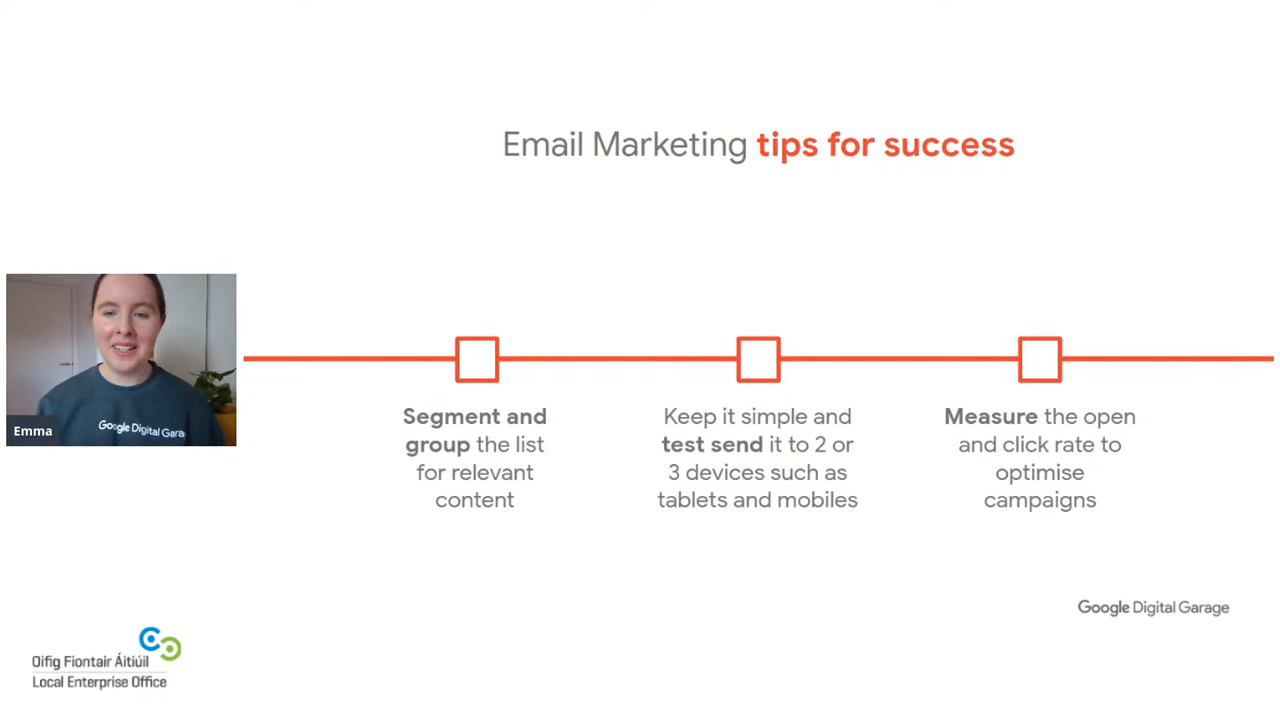 Email Marketing tips for success
Emma
Google Digital Garag
Segment and
group the list
for relevant
content
Keep it simple and
test send it to 2 or
3 devices such as
tablets and mobiles
Measure the open
and click rate to
optimise
campaigns
Google Digital Garage
Oifig Fiontair Áitiúil
Local Enterprise Office